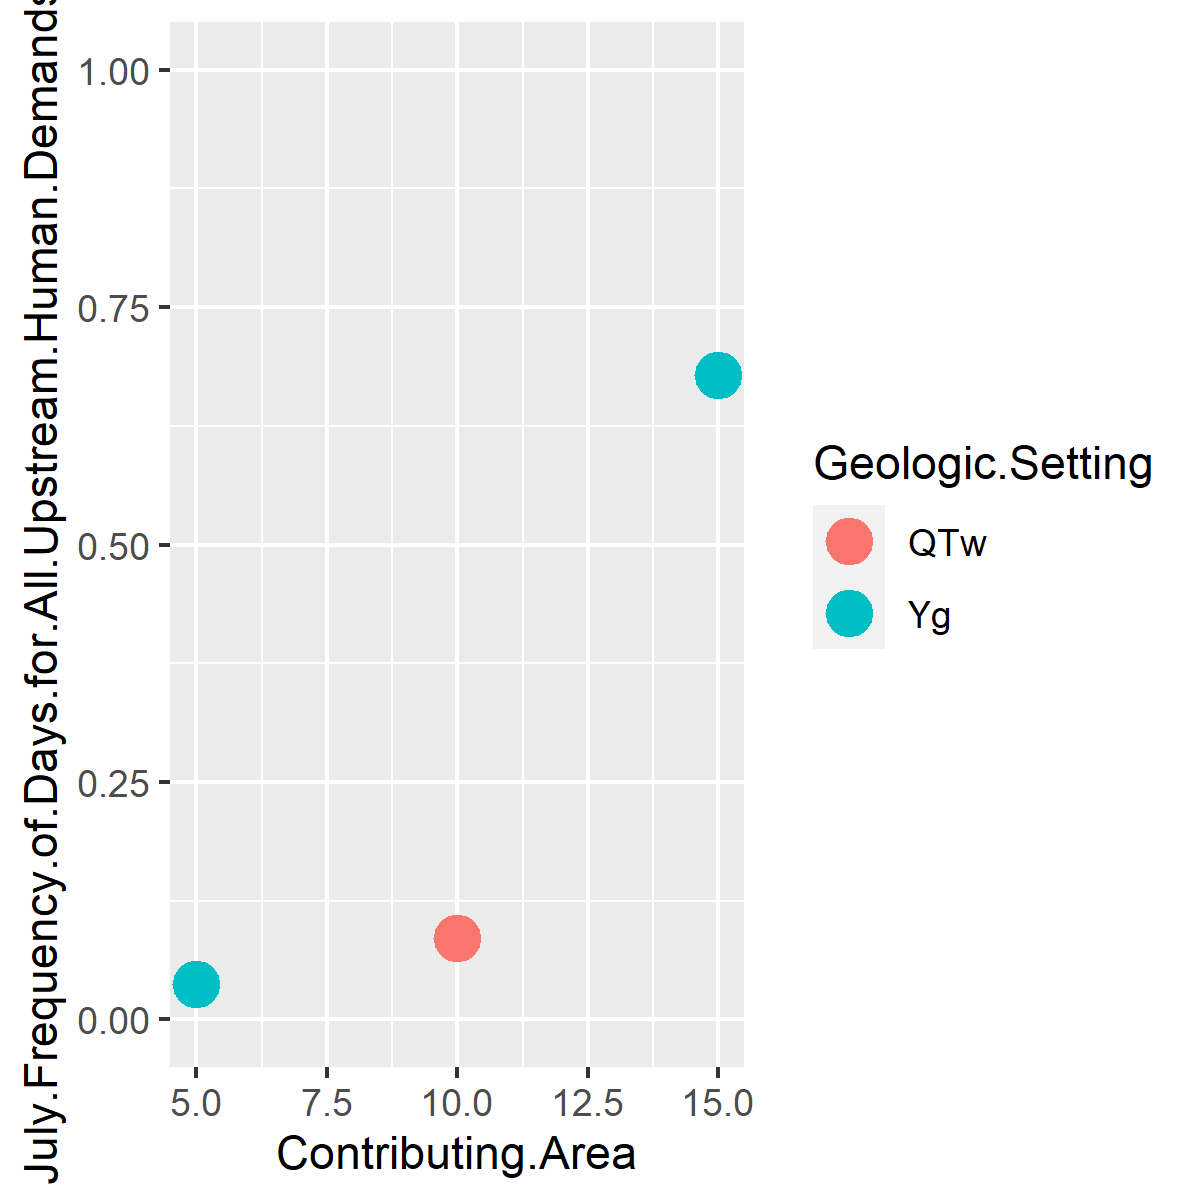 July.Frequency.of.Days.for.All.Upstream.Human.Demands
1.00
0.75
0.50
0.25
0.00
5.0 7.5 10.0 12.5 15.0
Contributing.Area
Geologic.Setting
QTw
Yg